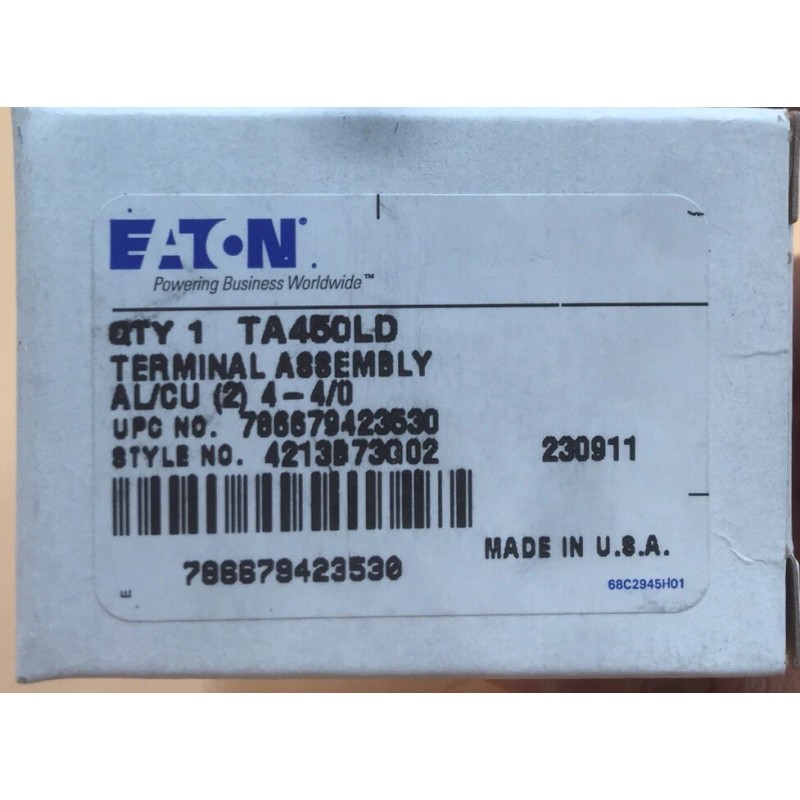 EATON
Powering Business Worldwide™
QTY 1 TA450LD
TERMINAL ASSEMBLY
AL/CU (2) 4-4/0
UPC NO. 786679423530
STYLE NO. 4213B73G02 230911
MADE IN U.S.A.
786679423530
68C2945H01
E